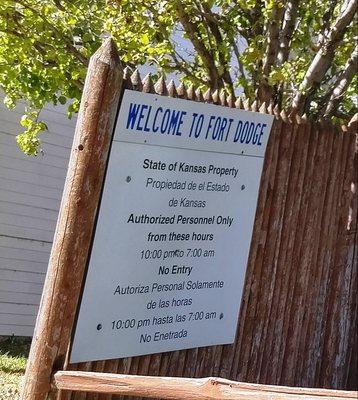 WELCOME TO FORT DODGE
State of Kansas Property
Propiedad de el Estado
de Kansas
Authorized Personnel Only
from these hours
10:00 pm to 7:00 am
No Entry
Autoriza Personal Solamente
de las horas
10:00 pm hasta las 7:00 am
No Enetrada